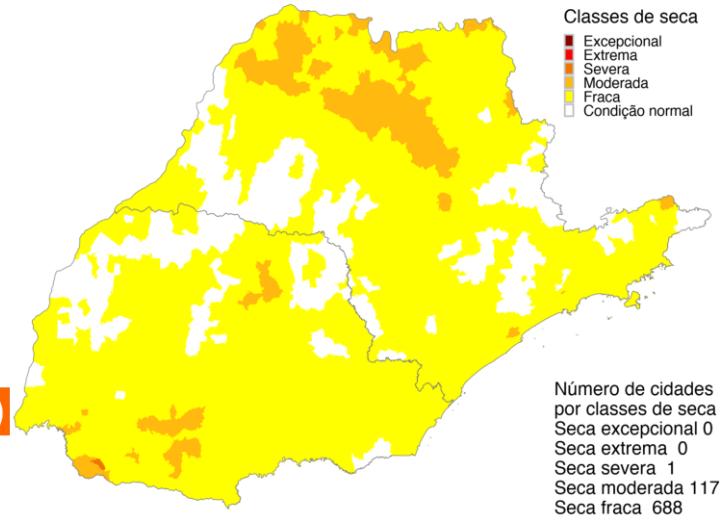 Classes de seca
Excepcional
Extrema
Severa
Moderada
Fraca
Condição normal
Número de cidades
por classes de seca
Seca excepcional 0
Seca extrema 0
Seca severa 1
Seca moderada 117
Seca fraca 688